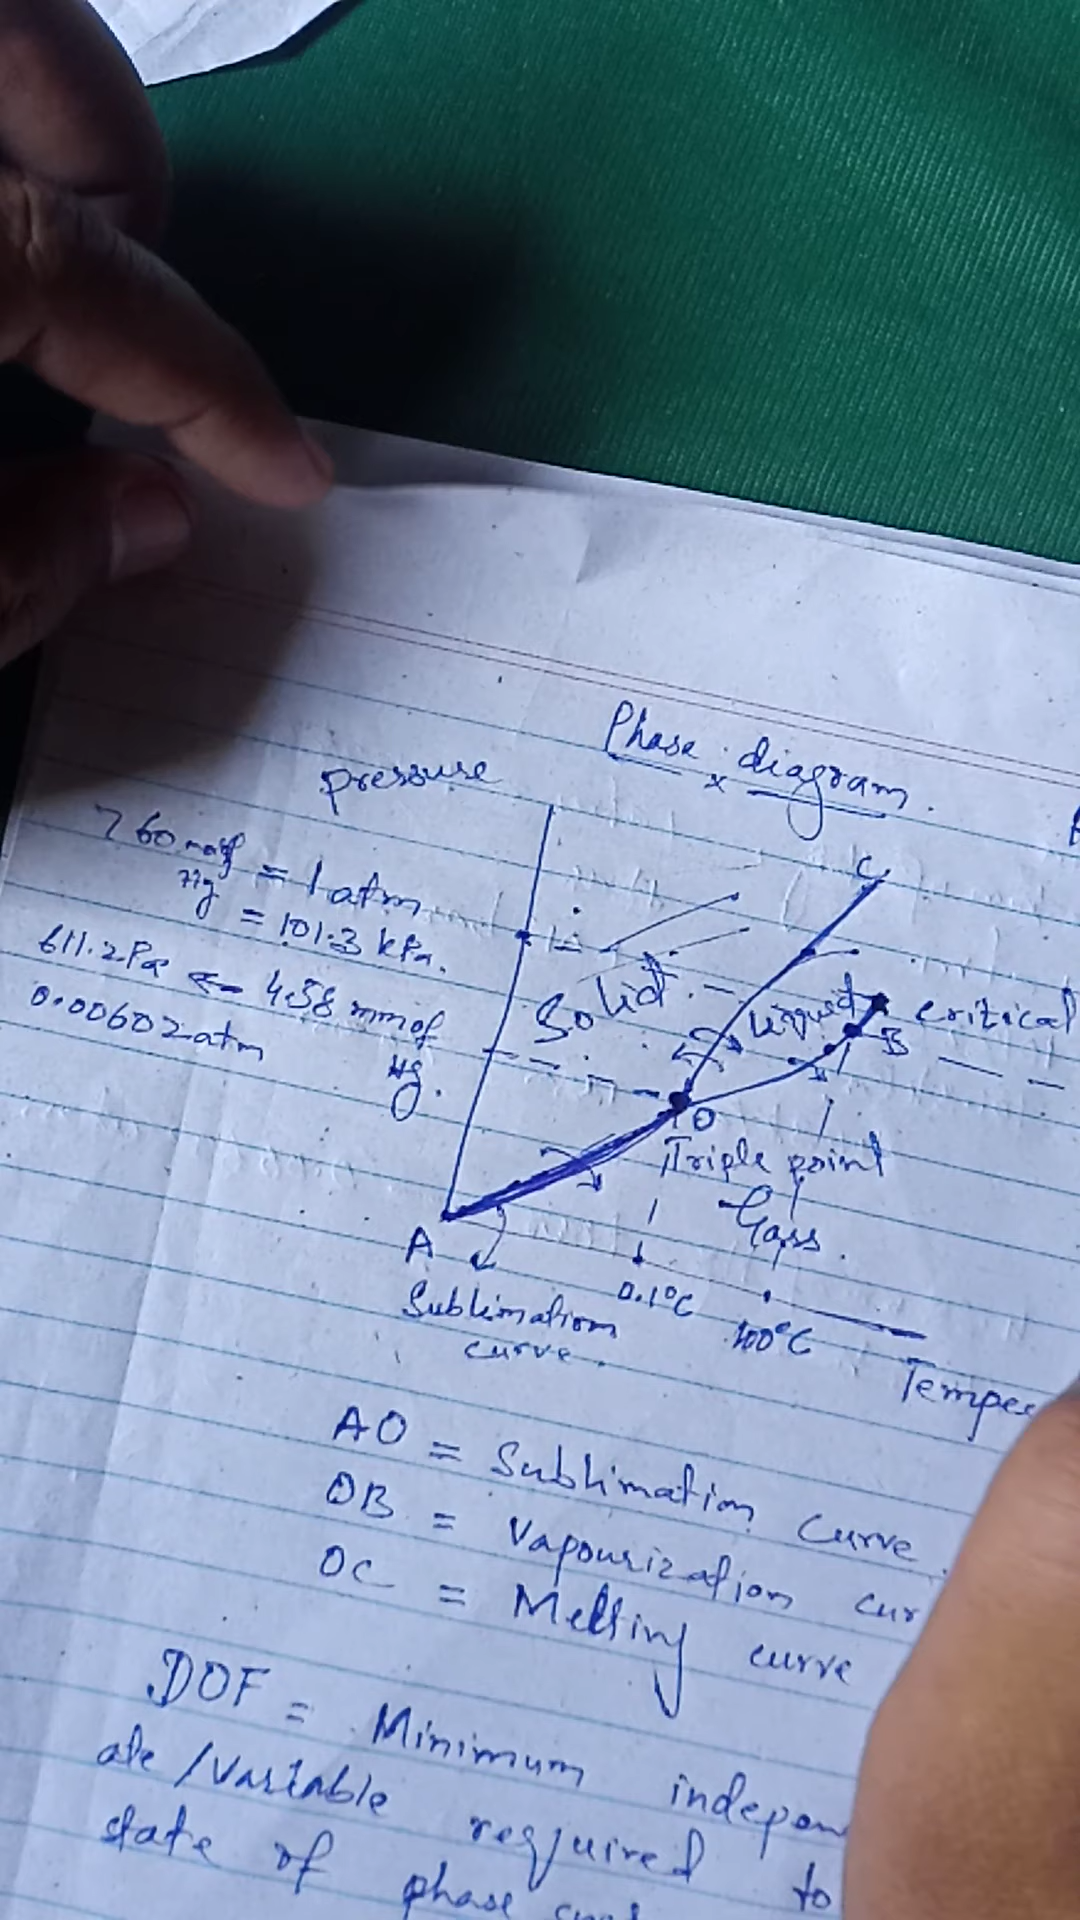 Phase diagram.
pressure
760 mm of Hg = 1 atm
= 101.3 kPa.
611.2 Pa ← 4.58 mm of Hg.
0.00602 atm
C
Solid
Liquid
critical
B
O
Triple point
Gass.
A
Sublimation
curve.
0.1°C
100°C
Tempe
AO = Sublimation curve
OB = Vapourization cur
OC = Melting curve
DOF = Minimum indepen
ate/variable required to
state of phase